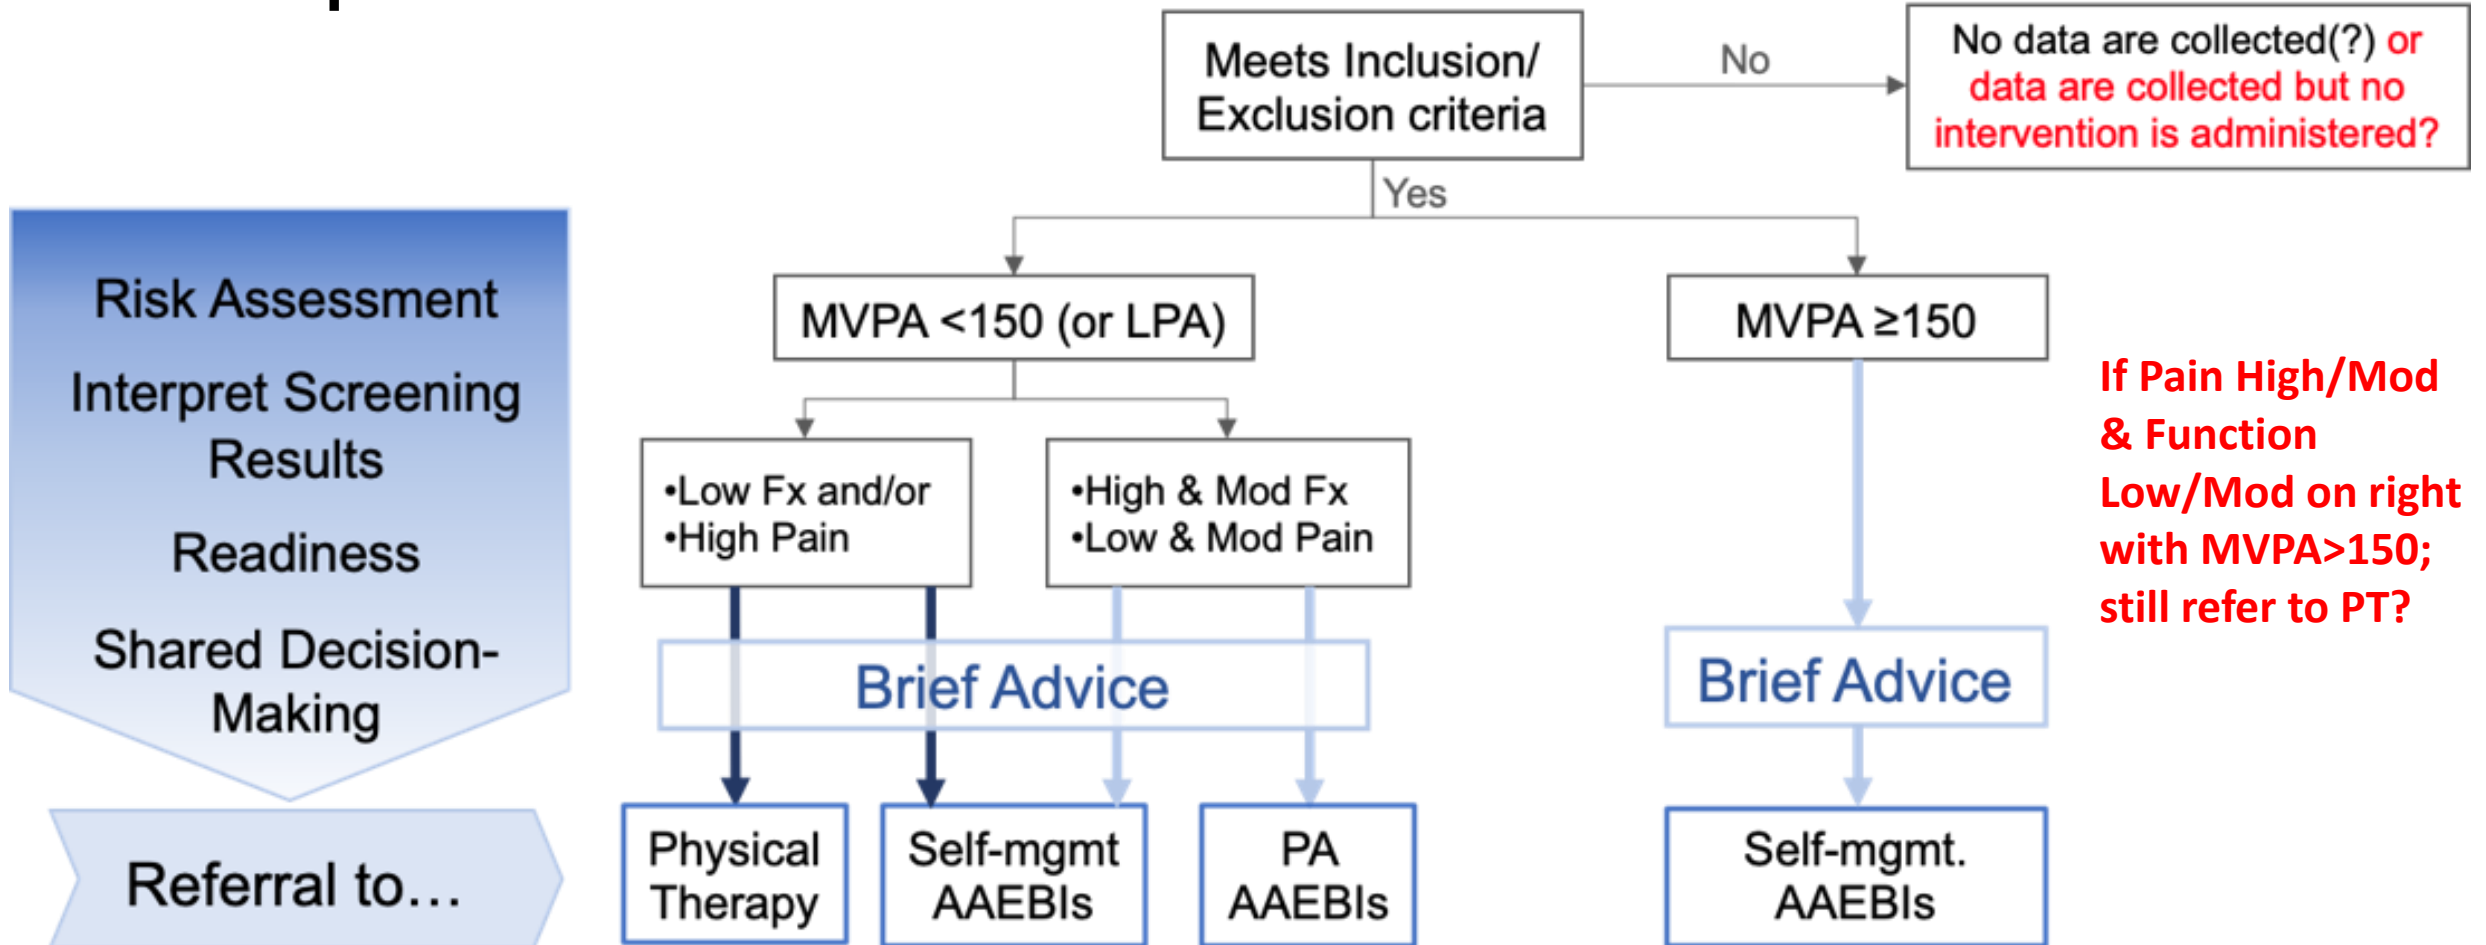 Meets Inclusion/
Exclusion criteria
No
No data are collected(?) or
data are collected but no
intervention is administered?
Yes
Risk Assessment
Interpret Screening
Results
Readiness
Shared Decision-
Making
Referral to…
MVPA <150 (or LPA)
MVPA ≥150
•Low Fx and/or
•High Pain
•High & Mod Fx
•Low & Mod Pain
If Pain High/Mod
& Function
Low/Mod on right
with MVPA>150;
still refer to PT?
Brief Advice
Brief Advice
Physical
Therapy
Self-mgmt
AAEBIs
PA
AAEBIs
Self-mgmt.
AAEBIs